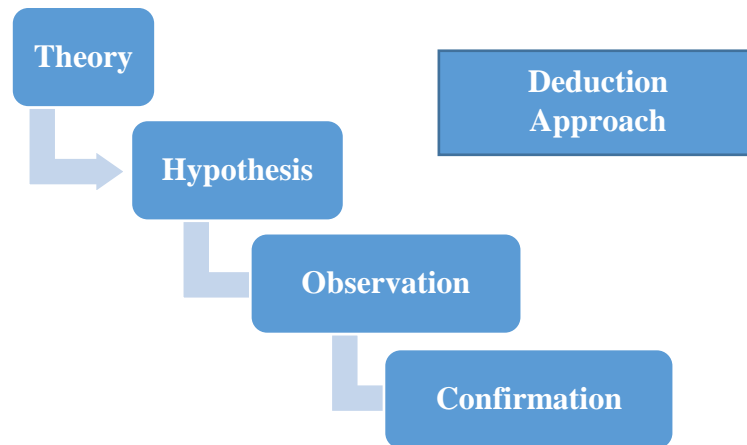 Theory
Deduction
Approach
Hypothesis
Observation
Confirmation